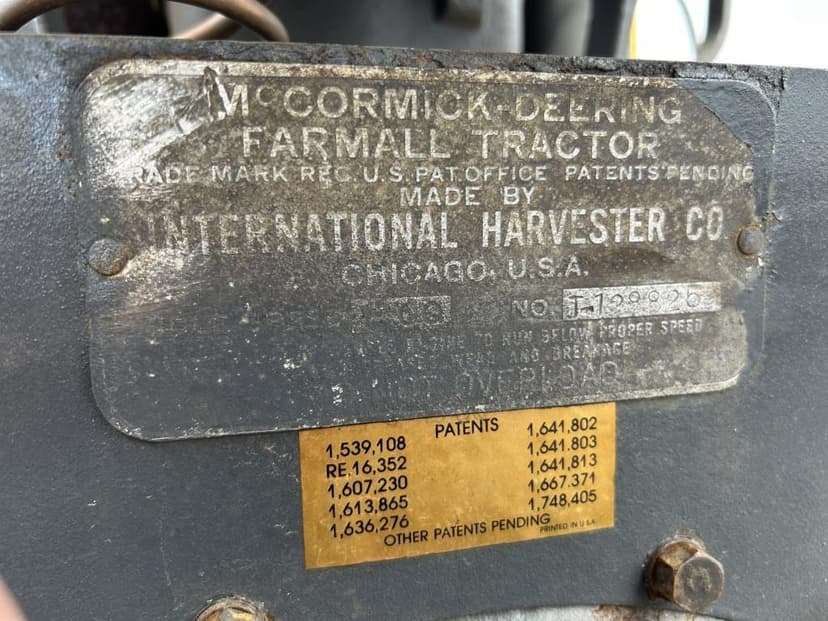 McCORMICK-DEERING
FARMALL TRACTOR
TRADE MARK REG. U.S. PAT. OFFICE PATENTS PENDING
MADE BY
INTERNATIONAL HARVESTER CO.
CHICAGO, U.S.A.
NO. T-198826
TO RUN BELOW PROPER SPEED
AND BREAKAGE
OVERLOAD
PATENTS
1,539,108 1,641,802
RE.16,352 1,641.803
1,607,230 1,641,813
1,613,865 1,667.371
1,636,276 1,748,405
OTHER PATENTS PENDING PRINTED IN U.S.A.